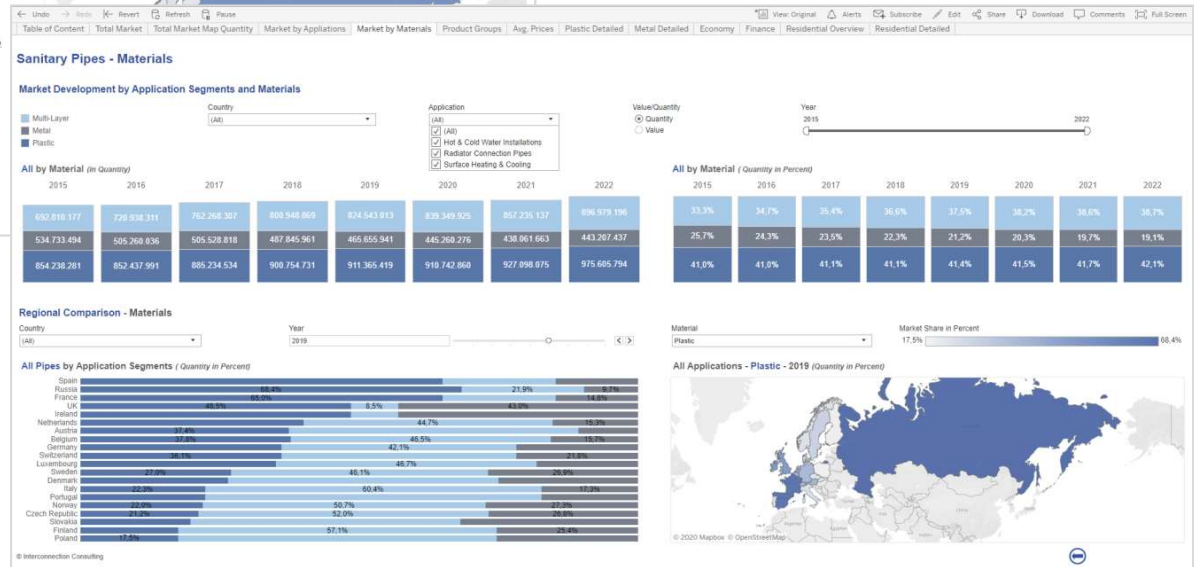 Undo Redo Revert Refresh Pause View: Original Alerts Subscribe Edit Share Download Comments Full Screen
Table of Content Total Market Total Market Map Quantity Market by Appliations Market by Materials Product Groups Avg. Prices Plastic Detailed Metal Detailed Economy Finance Residential Overview Residential Detailed
Sanitary Pipes - Materials
Market Development by Application Segments and Materials
Country Application Value/Quantity Year
Multi-Layer (All) (All) Quantity 2015 2022
Metal (All) Value
Plastic Hot & Cold Water Installations
Radiator Connection Pipes
Surface Heating & Cooling
All by Material (in Quantity)
2015 2016 2017 2018 2019 2020 2021 2022
692.810.177 720.938.311 762.268.307 800.948.869 824.543.013 839.349.925 857.235.137 896.979.196
534.733.494 505.260.036 505.528.818 487.845.961 465.655.941 445.260.276 438.061.663 443.207.437
854.238.281 852.437.991 885.234.534 900.754.731 911.365.419 910.742.860 927.098.075 975.605.794
All by Material ( Quantity in Percent)
2015 2016 2017 2018 2019 2020 2021 2022
33,3% 34,7% 35,4% 36,6% 37,5% 38,2% 38,6% 38,7%
25,7% 24,3% 23,5% 22,3% 21,2% 20,3% 19,7% 19,1%
41,0% 41,0% 41,1% 41,1% 41,4% 41,5% 41,7% 42,1%
Regional Comparison - Materials
Country Year
(All) 2019
Material Market Share in Percent
Plastic 17,5% 68,4%
All Pipes by Application Segments ( Quantity in Percent)
Spain
Russia 68,4% 21,9% 9,7%
France 65,0% 14,8%
UK 48,5% 8,5% 43,0%
Ireland
Netherlands 44,7% 15,3%
Austria 37,4%
Belgium 37,8% 46,5% 15,7%
Germany 42,1%
Switzerland 36,1% 21,8%
Luxembourg 46,7%
Sweden 27,0% 46,1% 26,9%
Denmark
Italy 22,3% 60,4% 17,3%
Portugal
Norway 22,0% 50,7% 27,3%
Czech Republic 21,2% 52,0% 26,8%
Slovakia
Finland 57,1% 25,4%
Poland 17,5%
All Applications - Plastic - 2019 (Quantity in Percent)
© 2020 Mapbox © OpenStreetMap
© Interconnection Consulting